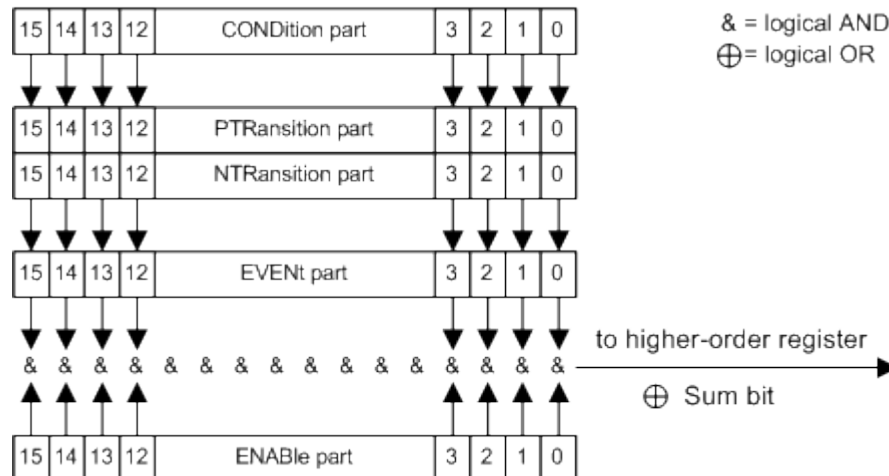 15 14 13 12 CONDition part 3 2 1 0
& = logical AND
⊕ = logical OR
15 14 13 12 PTRansition part 3 2 1 0
15 14 13 12 NTRansition part 3 2 1 0
15 14 13 12 EVENt part 3 2 1 0
to higher-order register
& & & & & & & & & & & & & & & &
⊕ Sum bit
15 14 13 12 ENABle part 3 2 1 0